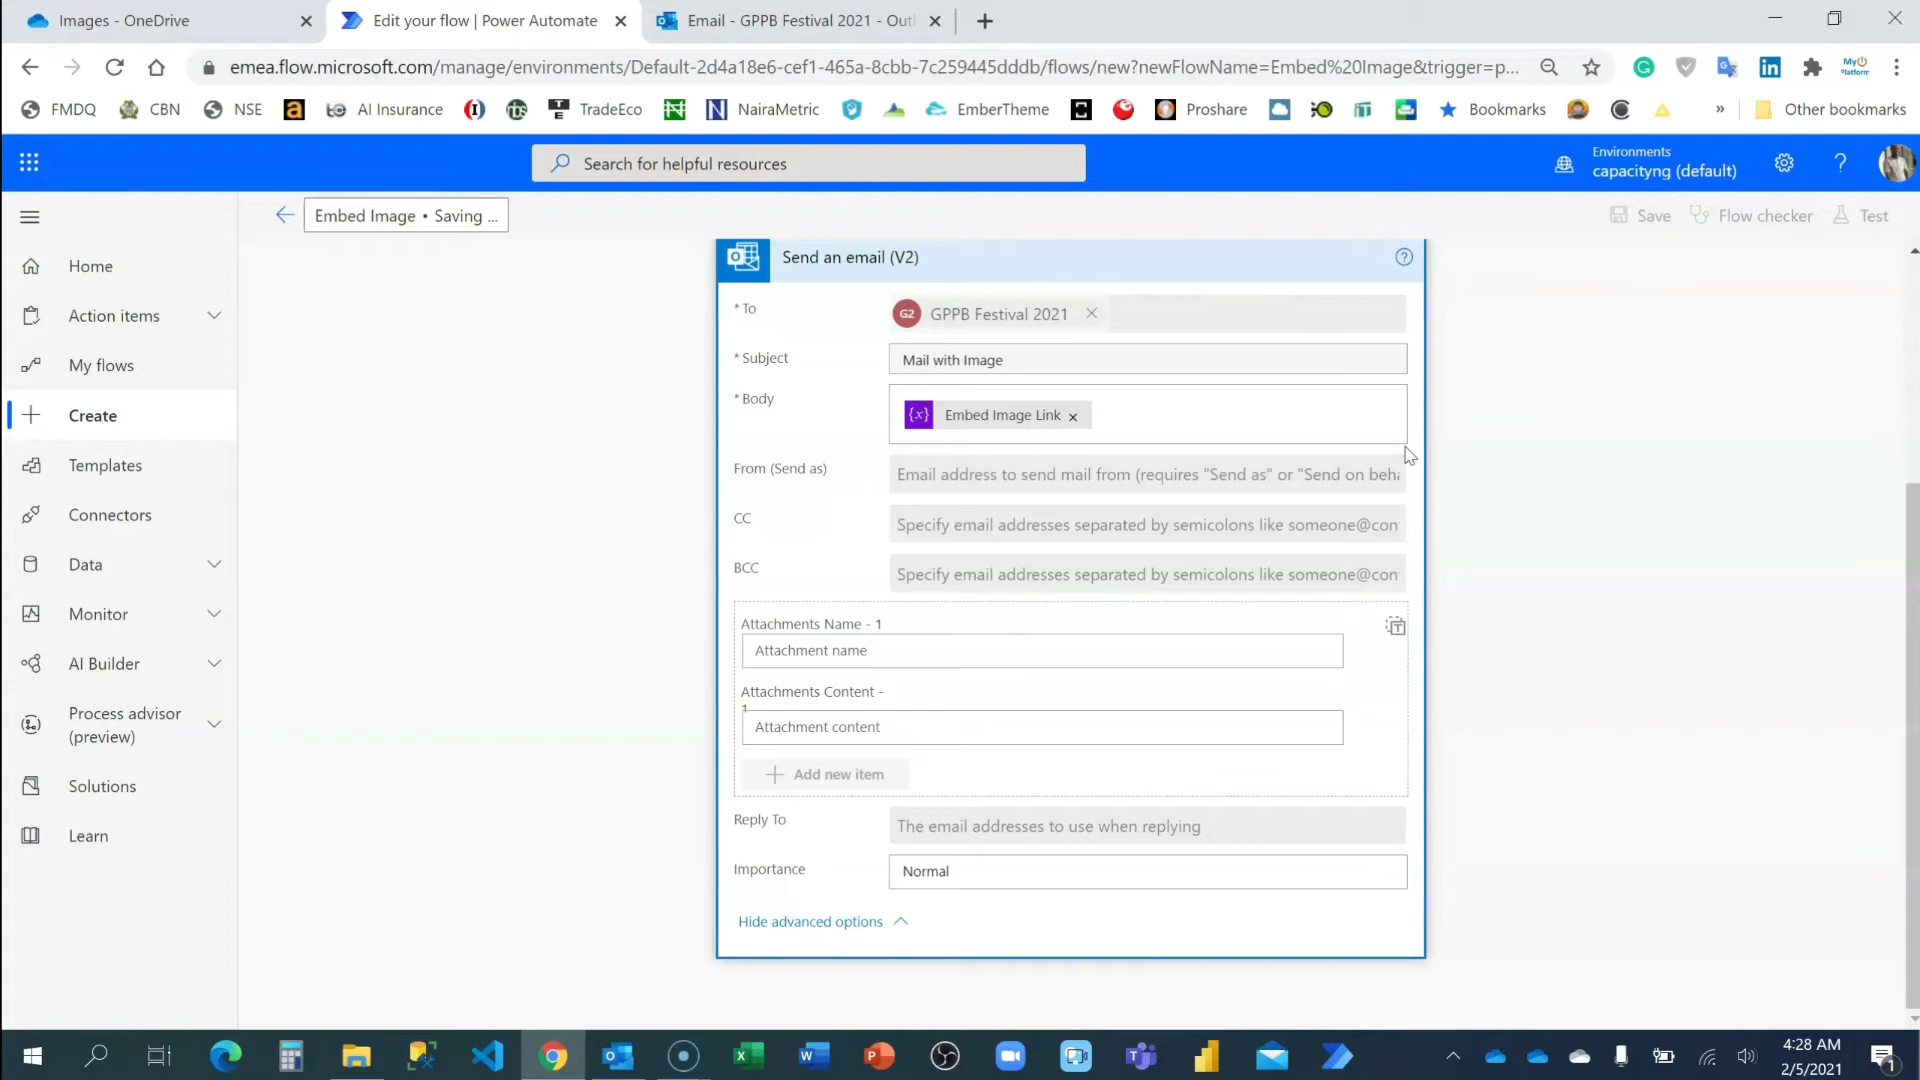 Images - OneDrive
Edit your flow | Power Automate
Email - GPPB Festival 2021 - Outl
emea.flow.microsoft.com/manage/environments/Default-2d4a18e6-cef1-465a-8cbb-7c259445dddb/flows/new?newFlowName=Embed%20Image&trigger=p...
My
Platform
FMDQ
CBN
NSE
AI Insurance
TradeEco
NairaMetric
EmberTheme
Proshare
Bookmarks
»
Other bookmarks
Search for helpful resources
Environments
capacityng (default)
Embed Image • Saving ...
Save
Flow checker
Test
Home
Action items
My flows
Create
Templates
Connectors
Data
Monitor
AI Builder
Process advisor
(preview)
Solutions
Learn
Send an email (V2)
* To
G2
GPPB Festival 2021
* Subject
Mail with Image
* Body
{x}
Embed Image Link
From (Send as)
Email address to send mail from (requires "Send as" or "Send on beha
CC
Specify email addresses separated by semicolons like someone@con
BCC
Specify email addresses separated by semicolons like someone@con
Attachments Name - 1
Attachment name
Attachments Content -
1
Attachment content
Add new item
Reply To
The email addresses to use when replying
Importance
Normal
Hide advanced options
4:28 AM
2/5/2021
1